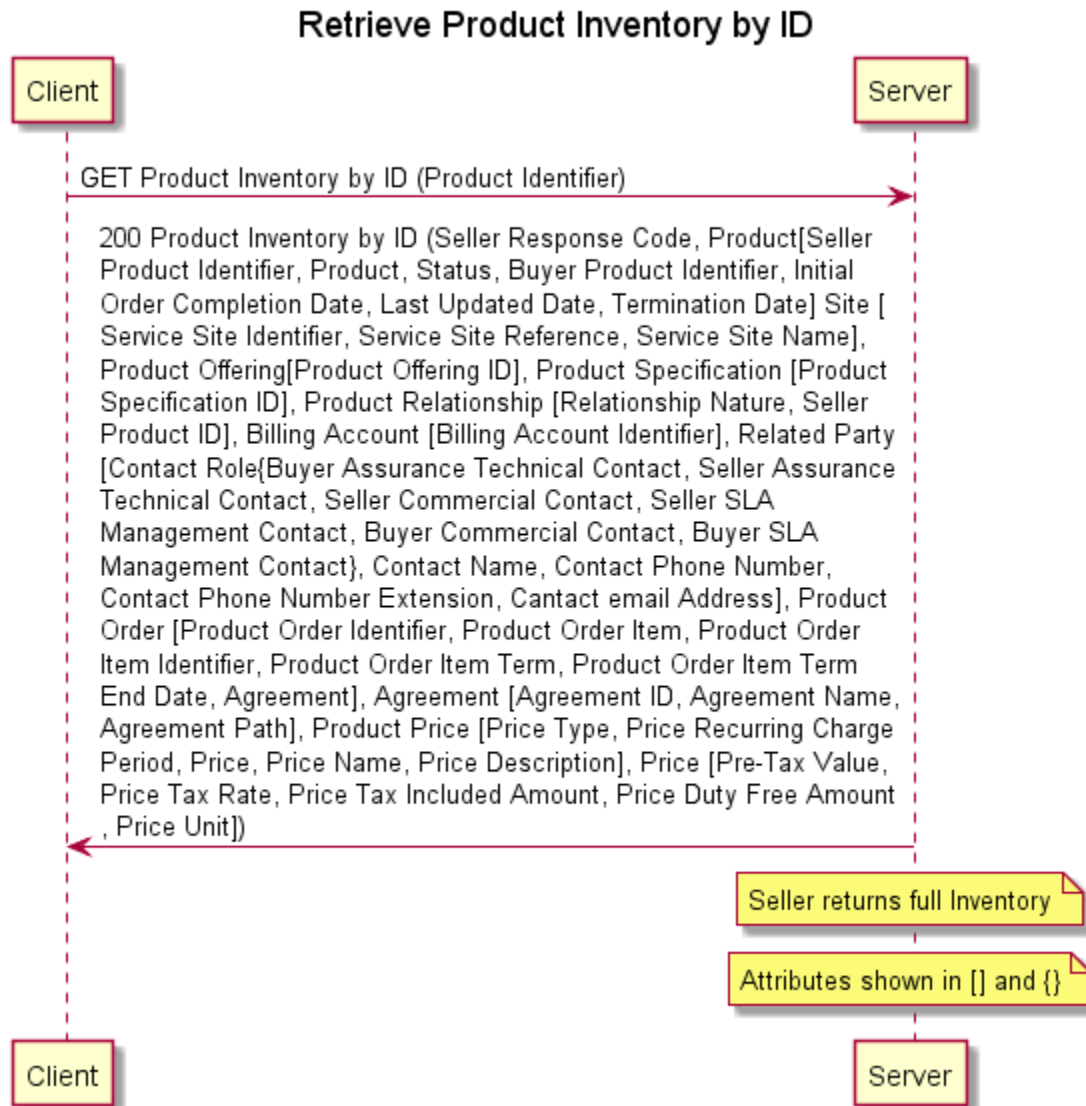 Retrieve Product Inventory by ID
Client
Server
GET Product Inventory by ID (Product Identifier)
200 Product Inventory by ID (Seller Response Code, Product[Seller
Product Identifier, Product, Status, Buyer Product Identifier, Initial
Order Completion Date, Last Updated Date, Termination Date] Site [
Service Site Identifier, Service Site Reference, Service Site Name],
Product Offering[Product Offering ID], Product Specification [Product
Specification ID], Product Relationship [Relationship Nature, Seller
Product ID], Billing Account [Billing Account Identifier], Related Party
[Contact Role{Buyer Assurance Technical Contact, Seller Assurance
Technical Contact, Seller Commercial Contact, Seller SLA
Management Contact, Buyer Commercial Contact, Buyer SLA
Management Contact}, Contact Name, Contact Phone Number,
Contact Phone Number Extension, Cantact email Address], Product
Order [Product Order Identifier, Product Order Item, Product Order
Item Identifier, Product Order Item Term, Product Order Item Term
End Date, Agreement], Agreement [Agreement ID, Agreement Name,
Agreement Path], Product Price [Price Type, Price Recurring Charge
Period, Price, Price Name, Price Description], Price [Pre-Tax Value,
Price Tax Rate, Price Tax Included Amount, Price Duty Free Amount
, Price Unit])
Seller returns full Inventory
Attributes shown in [] and {}
Client
Server